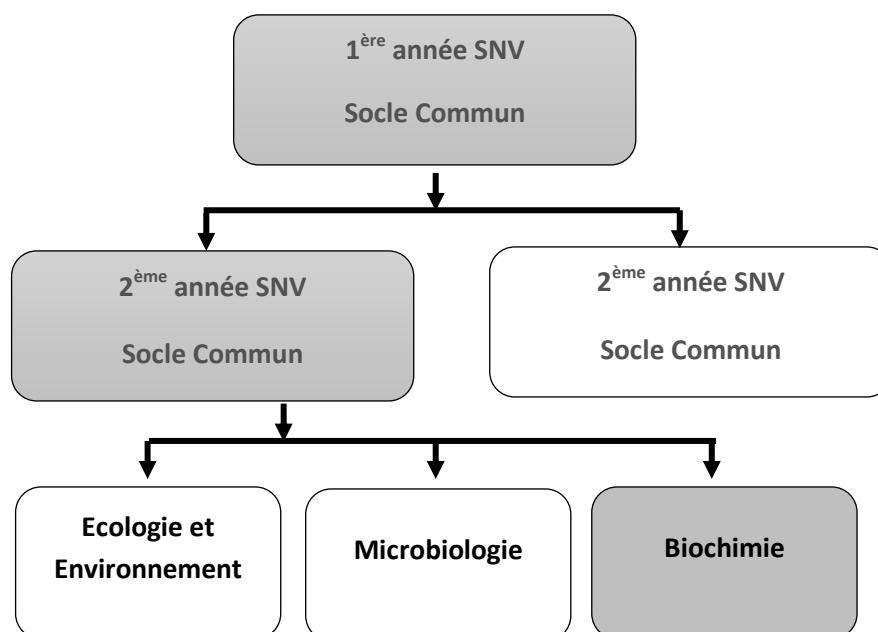 1ère année SNV
Socle Commun
2ème année SNV
Socle Commun
2ème année SNV
Socle Commun
Ecologie et
Environnement
Microbiologie
Biochimie